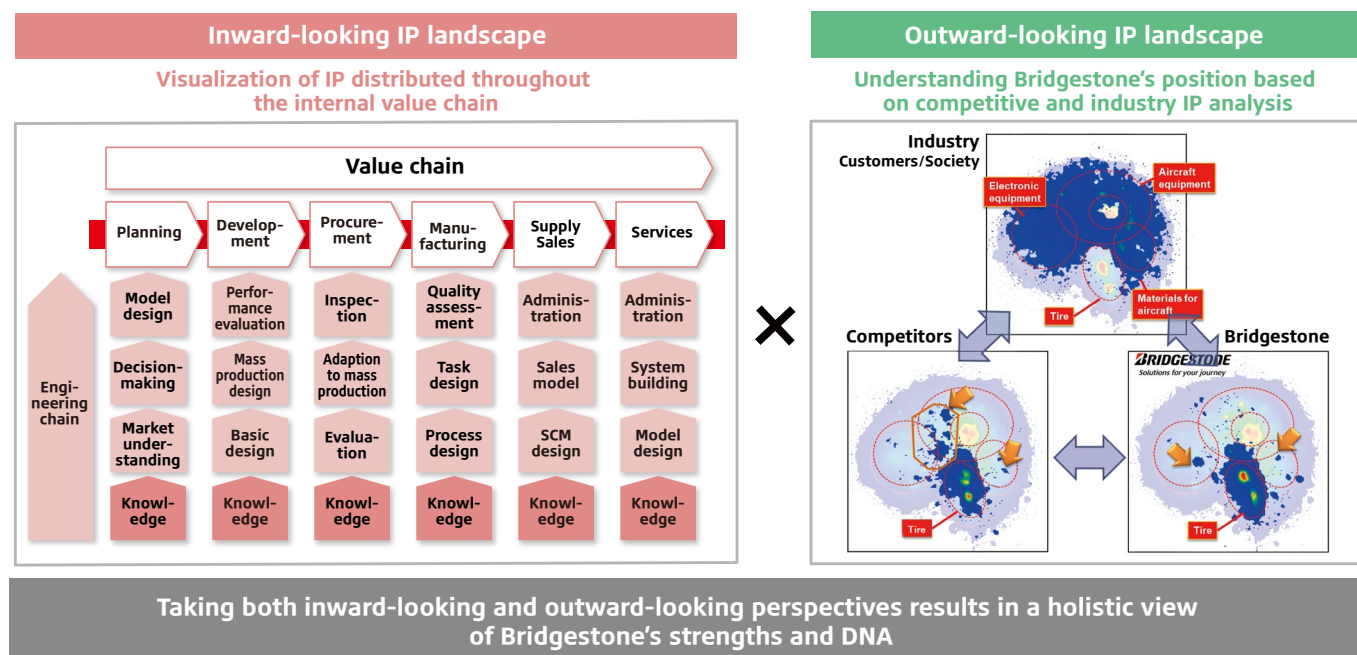 Inward-looking IP landscape
Visualization of IP distributed throughout
the internal value chain
Value chain
Planning
Develop-
ment
Procure-
ment
Manu-
facturing
Supply
Sales
Services
Engi-
neering
chain
Model
design
Perfor-
mance
evaluation
Inspec-
tion
Quality
assess-
ment
Adminis-
tration
Adminis-
tration
Decision-
making
Mass
production
design
Adaption
to mass
production
Task
design
Sales
model
System
building
Market
under-
standing
Basic
design
Evalua-
tion
Process
design
SCM
design
Model
design
Knowl-
edge
Knowl-
edge
Knowl-
edge
Knowl-
edge
Knowl-
edge
Knowl-
edge
×
Outward-looking IP landscape
Understanding Bridgestone’s position based
on competitive and industry IP analysis
Industry
Customers/Society
Electronic
equipment
Aircraft
equipment
Tire
Materials for
aircraft
Competitors
Tire
Bridgestone
BRIDGESTONE
Solutions for your journey
Tire
Taking both inward-looking and outward-looking perspectives results in a holistic view
of Bridgestone’s strengths and DNA